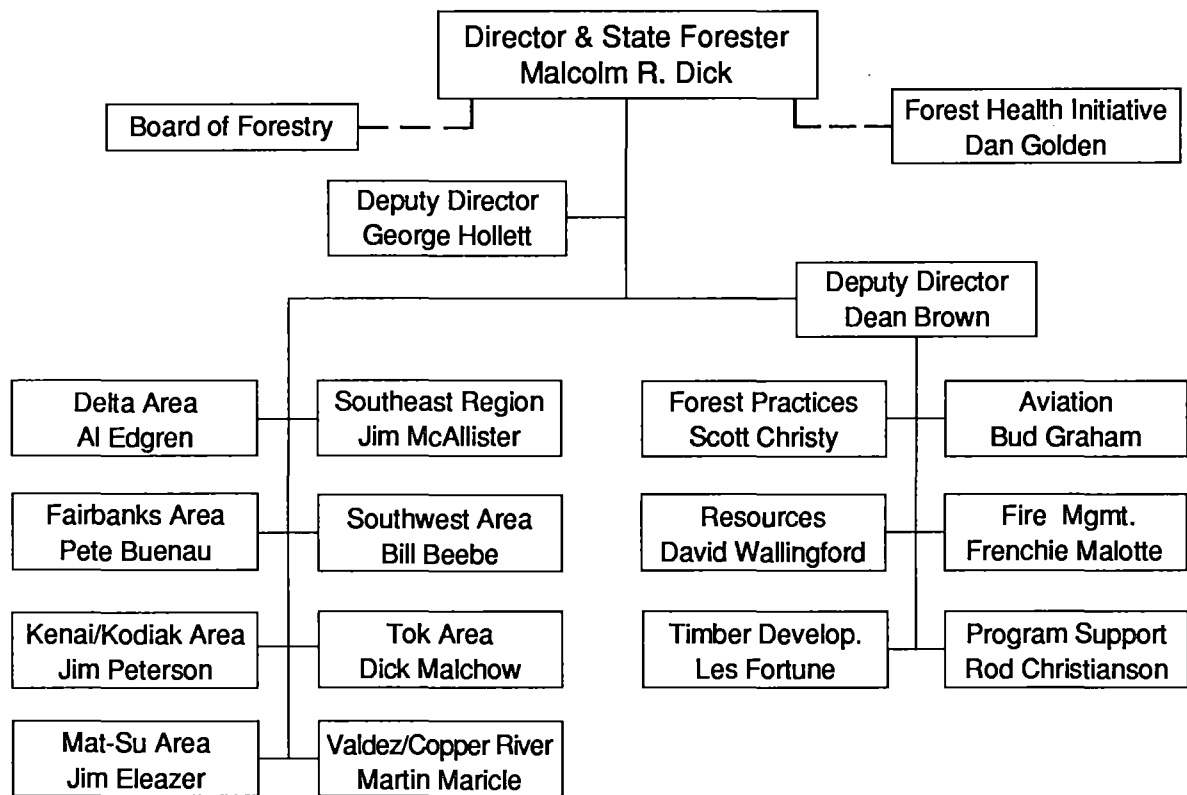 Director & State Forester
Malcolm R. Dick
Board of Forestry
Forest Health Initiative
Dan Golden
Deputy Director
George Hollett
Deputy Director
Dean Brown
Delta Area
Al Edgren
Southeast Region
Jim McAllister
Forest Practices
Scott Christy
Aviation
Bud Graham
Fairbanks Area
Pete Buenau
Southwest Area
Bill Beebe
Resources
David Wallingford
Fire Mgmt.
Frenchie Malotte
Kenai/Kodiak Area
Jim Peterson
Tok Area
Dick Malchow
Timber Develop.
Les Fortune
Program Support
Rod Christianson
Mat-Su Area
Jim Eleazer
Valdez/Copper River
Martin Maricle